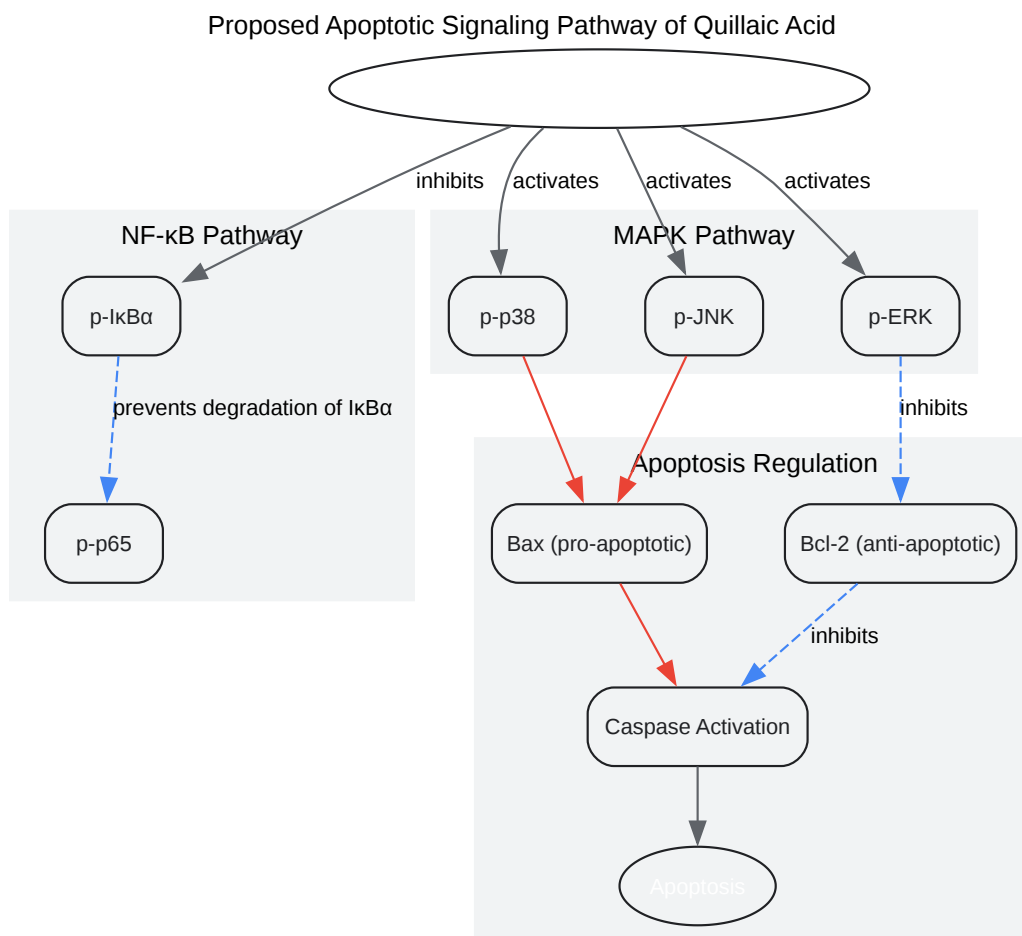 Proposed Apoptotic Signaling Pathway of Quillaic Acid
inhibits
activates
activates
activates
NF-κB Pathway
MAPK Pathway
p-IκBα
p-p38
p-JNK
p-ERK
prevents degradation of IκBα
inhibits
Apoptosis Regulation
p-p65
Bax (pro-apoptotic)
Bcl-2 (anti-apoptotic)
inhibits
Caspase Activation
Apoptosis